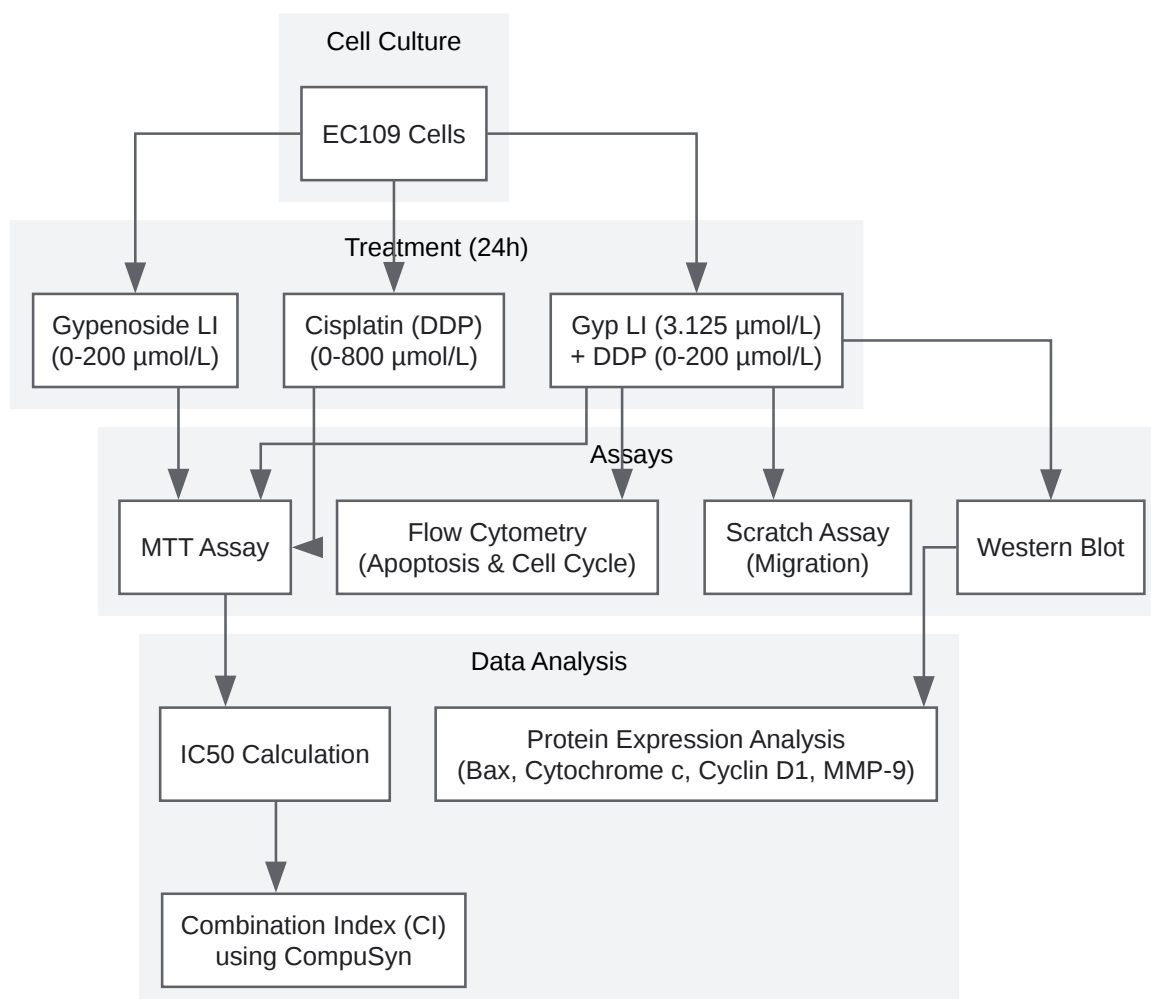 Cell Culture
EC109 Cells
Treatment (24h)
Gypenoside LI
(0-200 µmol/L)
Cisplatin (DDP)
(0-800 µmol/L)
Gyp LI (3.125 µmol/L)
+ DDP (0-200 µmol/L)
Assays
MTT Assay
Flow Cytometry
(Apoptosis & Cell Cycle)
Scratch Assay
(Migration)
Western Blot
Data Analysis
IC50 Calculation
Protein Expression Analysis
(Bax, Cytochrome c, Cyclin D1, MMP-9)
Combination Index (CI)
using CompuSyn